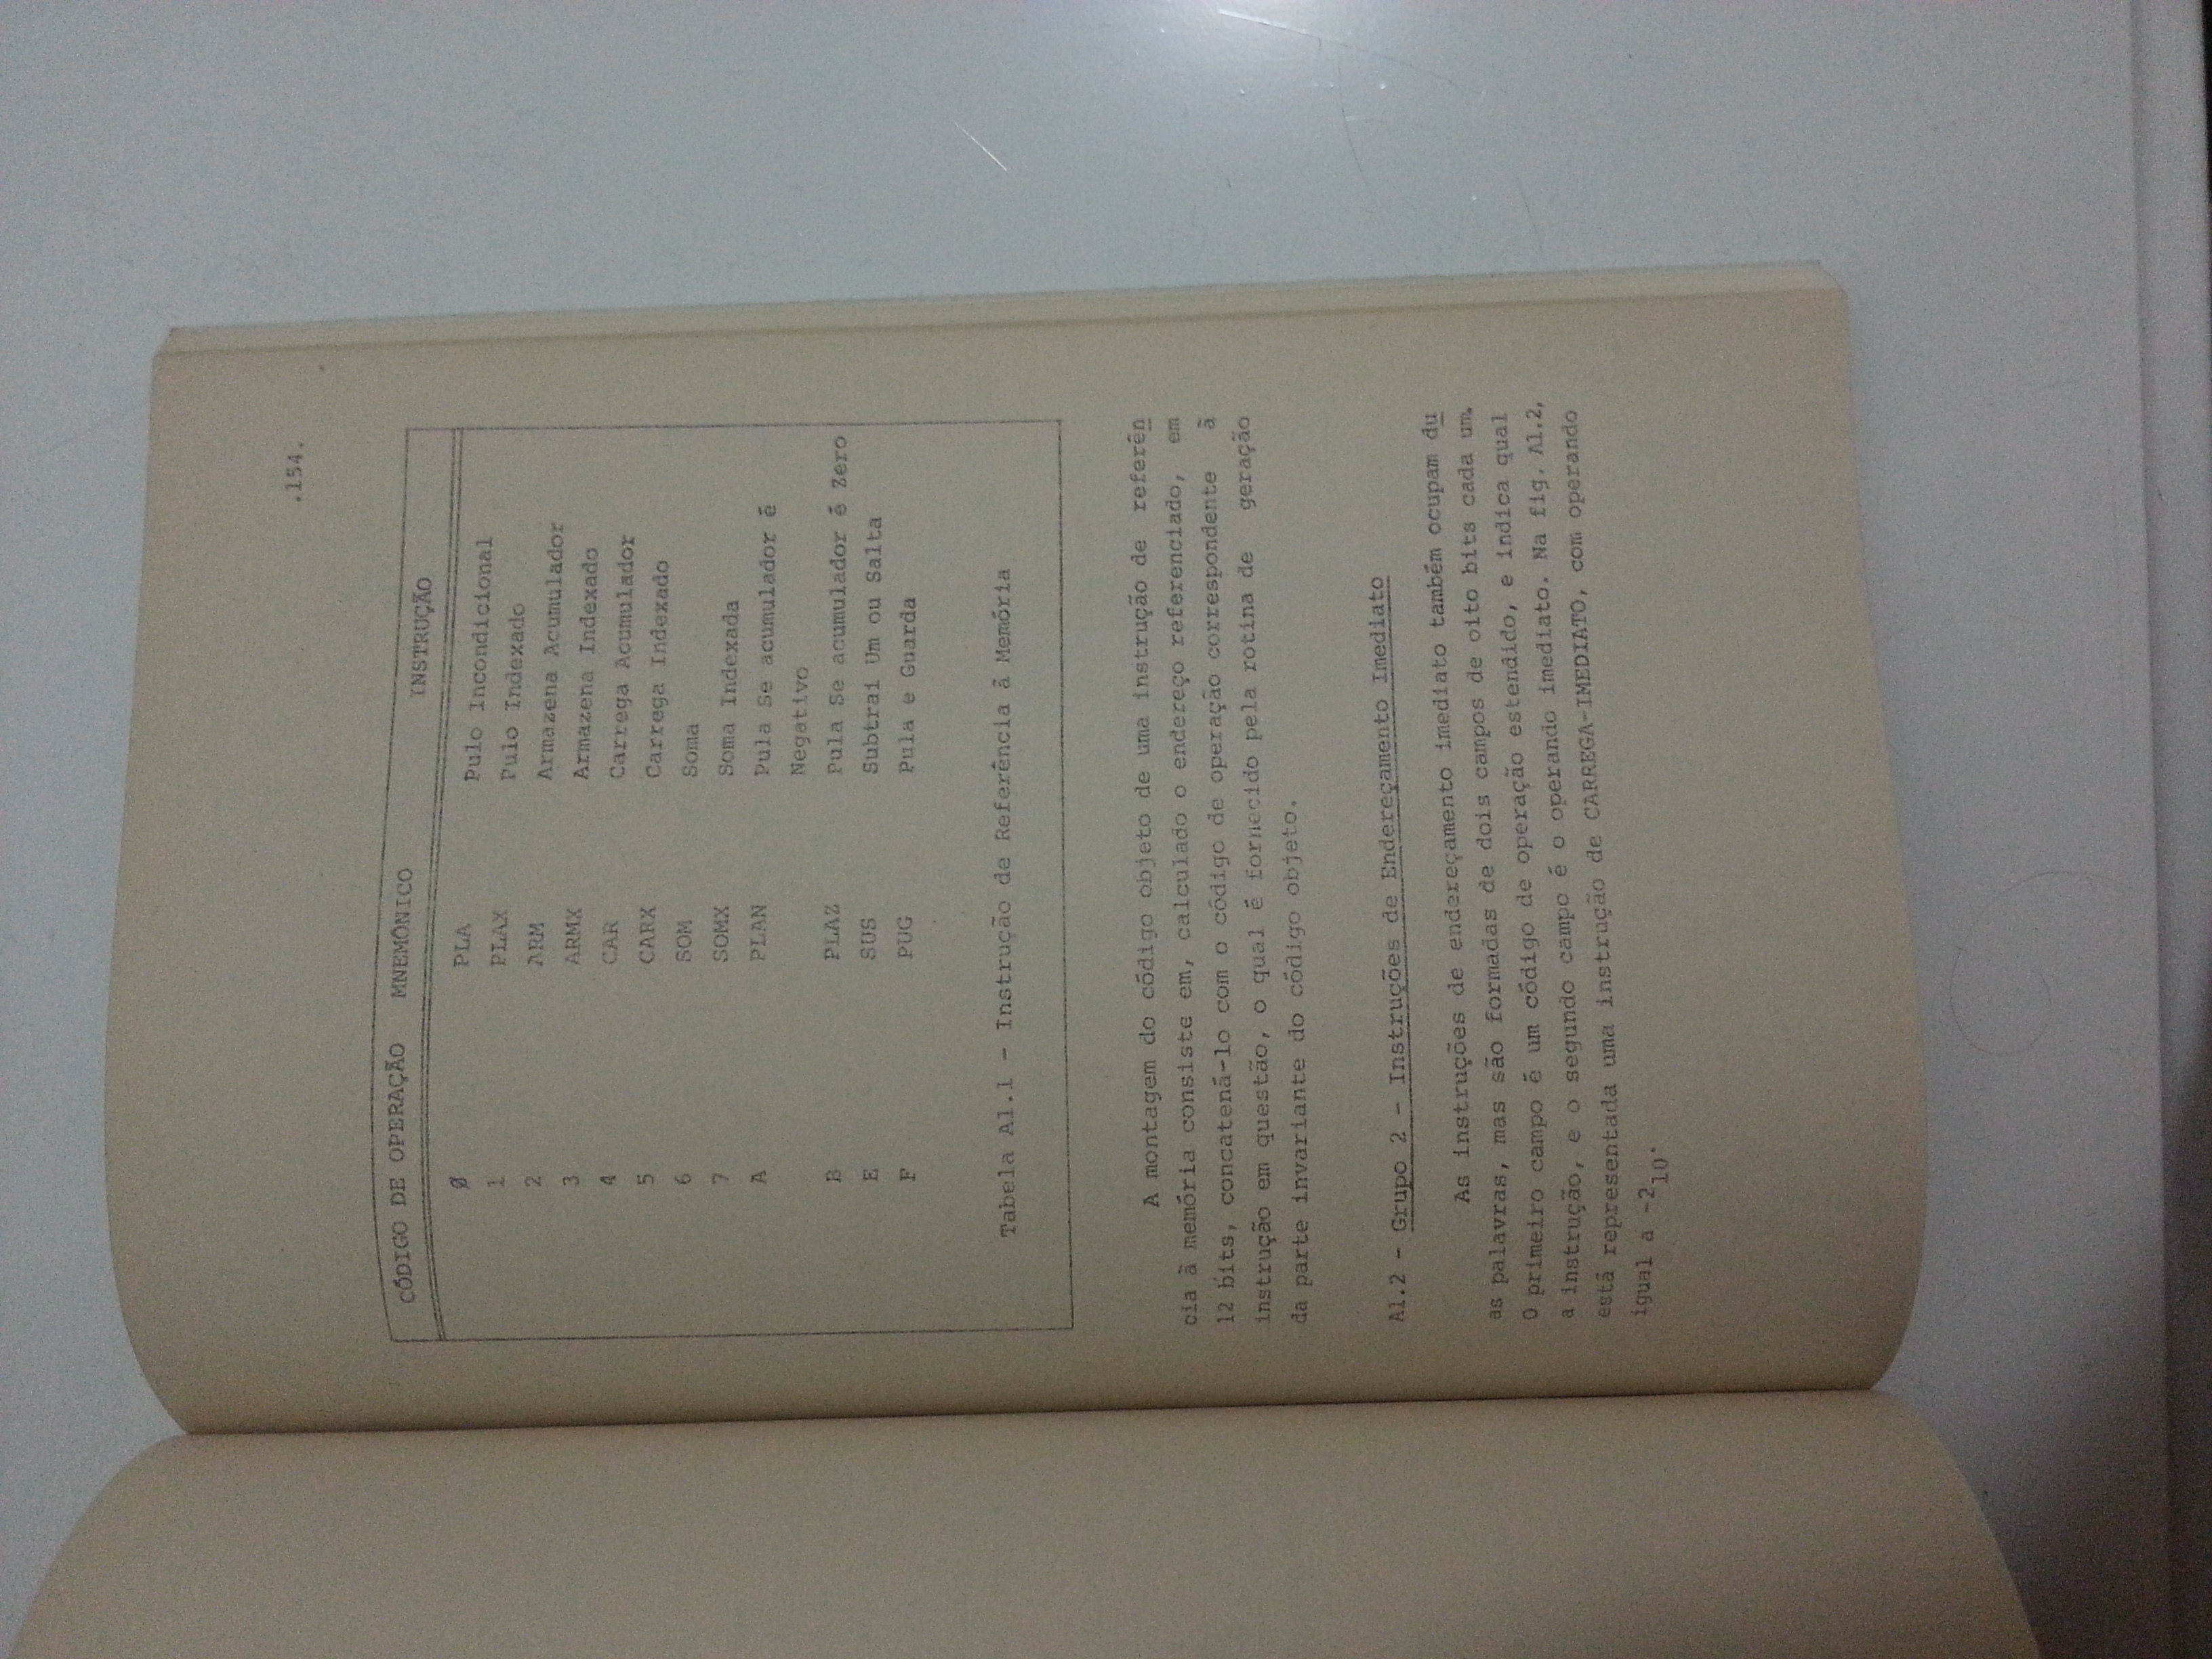 .154.
CÓDIGO DE OPERAÇÃO MNEMÔNICO INSTRUÇÃO
Ø PLA Pulo Incondicional
1 PLAX Pulo Indexado
2 ARM Armazena Acumulador
3 ARMX Armazena Indexado
4 CAR Carrega Acumulador
5 CARX Carrega Indexado
6 SOM Soma
7 SOMX Soma Indexada
A PLAN Pula Se acumulador é
Negativo
B PLAZ Pula Se acumulador é Zero
E SUS Subtrai Um ou Salta
F PUG Pula e Guarda
Tabela A1.1 - Instrução de Referência à Memória
A montagem do código objeto de uma instrução de referên
cia à memória consiste em, calculado o endereço referenciado, em
12 bits, concatená-lo com o código de operação correspondente à
instrução em questão, o qual é fornecido pela rotina de geração
da parte invariante do código objeto.
A1.2 - Grupo 2 - Instruções de Endereçamento Imediato
As instruções de endereçamento imediato também ocupam du
as palavras, mas são formadas de dois campos de oito bits cada um.
O primeiro campo é um código de operação estendido, e indica qual
a instrução, e o segundo campo é o operando imediato. Na fig. A1.2,
está representada uma instrução de CARREGA-IMEDIATO, com operando
igual a -2₁₀.